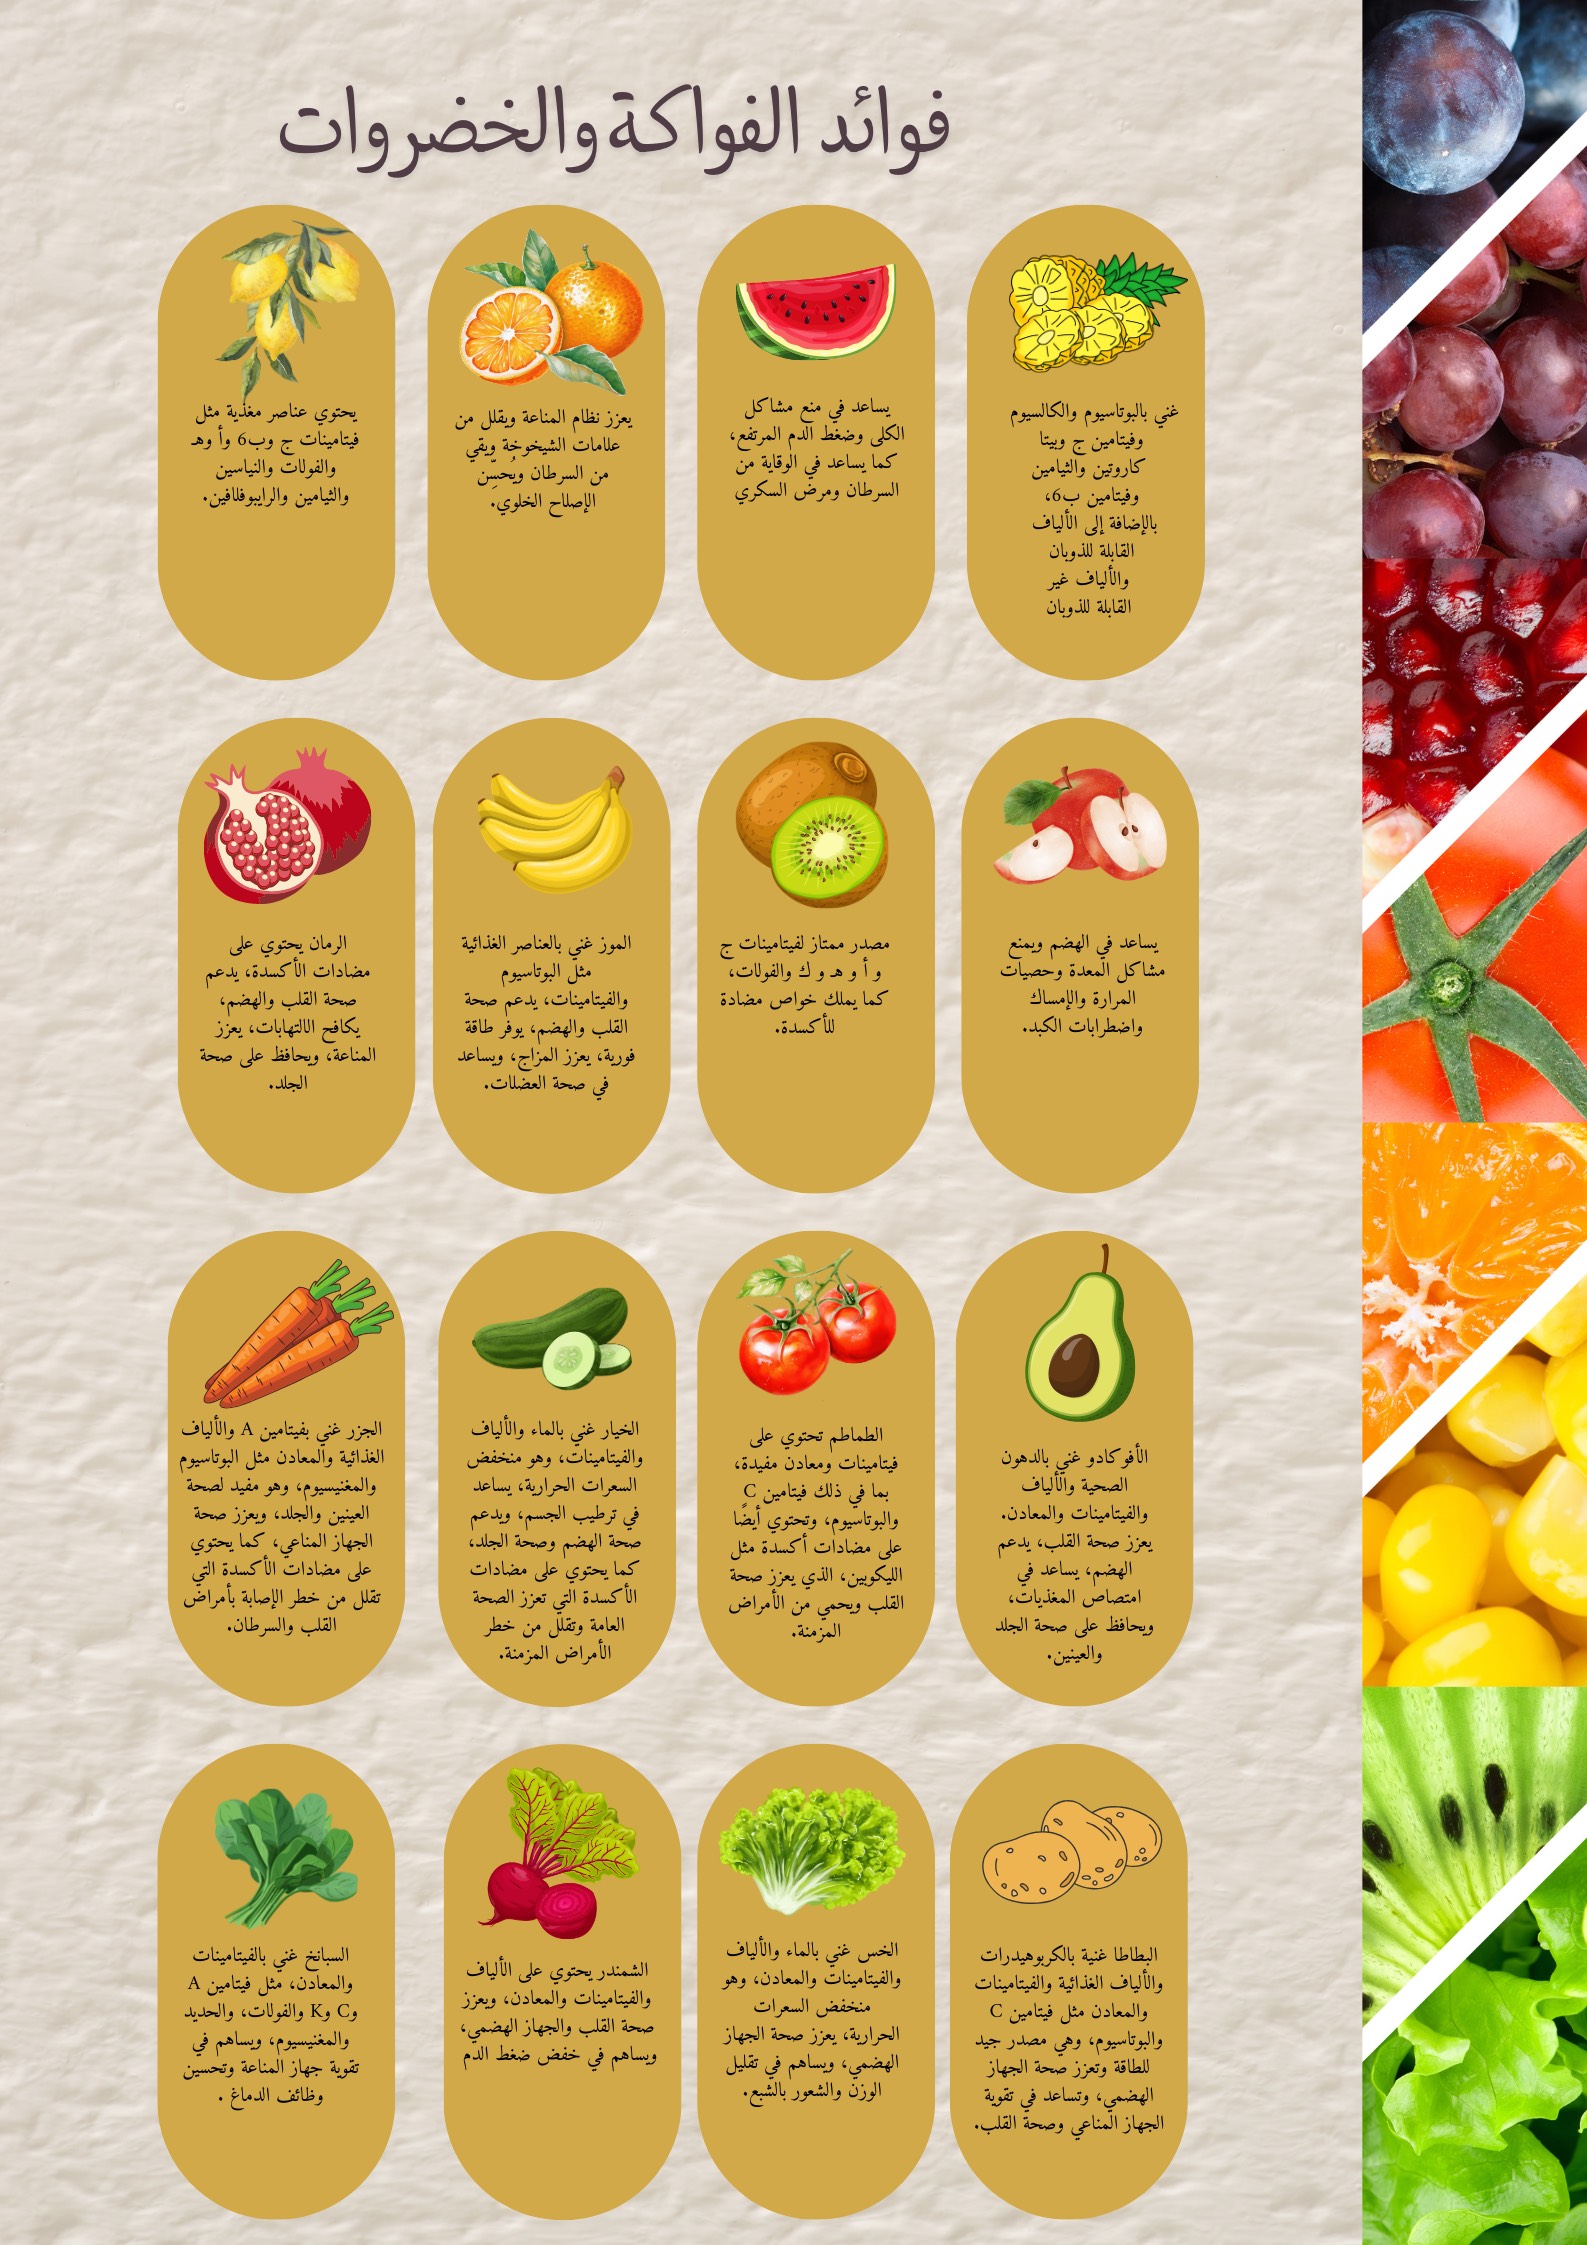 فوائد الفواكة والخضروات
غني بالبوتاسيوم والكالسيوم
وفيتامين ج وبيتا
كاروتين والثيامين
وفيتامين ب6،
بالإضافة إلى الألياف
القابلة للذوبان
والألياف غير
القابلة للذوبان
يساعد في منع مشاكل
الكلى وضغط الدم المرتفع،
كما يساعد في الوقاية من
السرطان ومرض السكري
يعزز نظام المناعة ويقلل من
علامات الشيخوخة ويقي
من السرطان ويُحسِّن
الإصلاح الخلوي.
يحتوي عناصر مغذية مثل
فيتامينات ج وب6 وأ وهـ
والفولات والنياسين
والثيامين والرايبوفلافين.
يساعد في الهضم ويمنع
مشاكل المعدة وحصيات
المرارة والإمساك
واضطرابات الكبد.
مصدر ممتاز لفيتامينات ج
و أ و هـ و ك والفولات،
كما يملك خواص مضادة
للأكسدة.
الموز غني بالعناصر الغذائية
مثل البوتاسيوم
والفيتامينات، يدعم صحة
القلب والهضم، يوفر طاقة
فورية، يعزز المزاج، ويساعد
في صحة العضلات.
الرمان يحتوي على
مضادات الأكسدة، يدعم
صحة القلب والهضم،
يكافح الالتهابات، يعزز
المناعة، ويحافظ على صحة
الجلد.
الأفوكادو غني بالدهون
الصحية والألياف
والفيتامينات والمعادن.
يعزز صحة القلب، يدعم
الهضم، يساعد في
امتصاص المغذيات،
ويحافظ على صحة الجلد
والعينين.
الطماطم تحتوي على
فيتامينات ومعادن مفيدة،
بما في ذلك فيتامين C
والبوتاسيوم، وتحتوي أيضًا
على مضادات أكسدة مثل
الليكوبين، الذي يعزز صحة
القلب ويحمي من الأمراض
المزمنة.
الخيار غني بالماء والألياف
والفيتامينات، وهو منخفض
السعرات الحرارية، يساعد
في ترطيب الجسم، ويدعم
صحة الهضم وصحة الجلد،
كما يحتوي على مضادات
الأكسدة التي تعزز الصحة
العامة وتقلل من خطر
الأمراض المزمنة.
الجزر غني بفيتامين A والألياف
الغذائية والمعادن مثل البوتاسيوم
والمغنيسيوم، وهو مفيد لصحة
العينين والجلد، ويعزز صحة
الجهاز المناعي، كما يحتوي
على مضادات الأكسدة التي
تقلل من خطر الإصابة بأمراض
القلب والسرطان.
البطاطا غنية بالكربوهيدرات
والألياف الغذائية والفيتامينات
والمعادن مثل فيتامين C
والبوتاسيوم، وهي مصدر جيد
للطاقة وتعزز صحة الجهاز
الهضمي، وتساعد في تقوية
الجهاز المناعي وصحة القلب.
الخس غني بالماء والألياف
والفيتامينات والمعادن، وهو
منخفض السعرات
الحرارية، يعزز صحة الجهاز
الهضمي، ويساهم في تقليل
الوزن والشعور بالشبع.
الشمندر يحتوي على الألياف
والفيتامينات والمعادن، ويعزز
صحة القلب والجهاز الهضمي،
ويساهم في خفض ضغط الدم
السبانخ غني بالفيتامينات
والمعادن، مثل فيتامين A
وC وK والفولات، والحديد
والمغنيسيوم، ويساهم في
تقوية جهاز المناعة وتحسين
وظائف الدماغ .